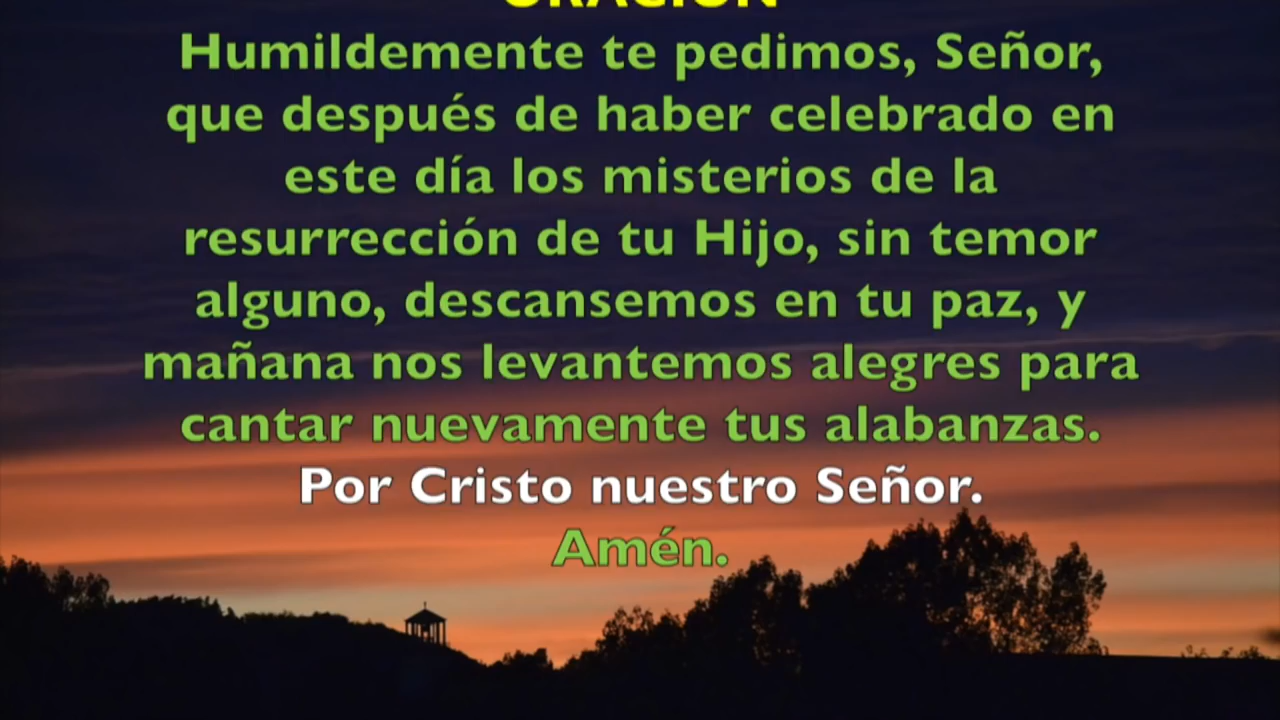 ORACIÓN
Humildemente te pedimos, Señor,
que después de haber celebrado en
este día los misterios de la
resurrección de tu Hijo, sin temor
alguno, descansemos en tu paz, y
mañana nos levantemos alegres para
cantar nuevamente tus alabanzas.
Por Cristo nuestro Señor.
Amén.